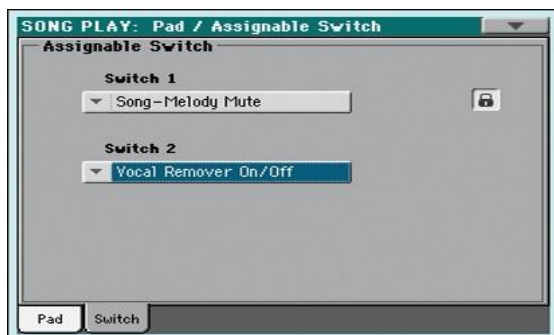 SONG PLAY: Pad / Assignable Switch
Assignable Switch
Switch 1
Song-Melody Mute
Switch 2
Vocal Remover On/Off
Pad Switch